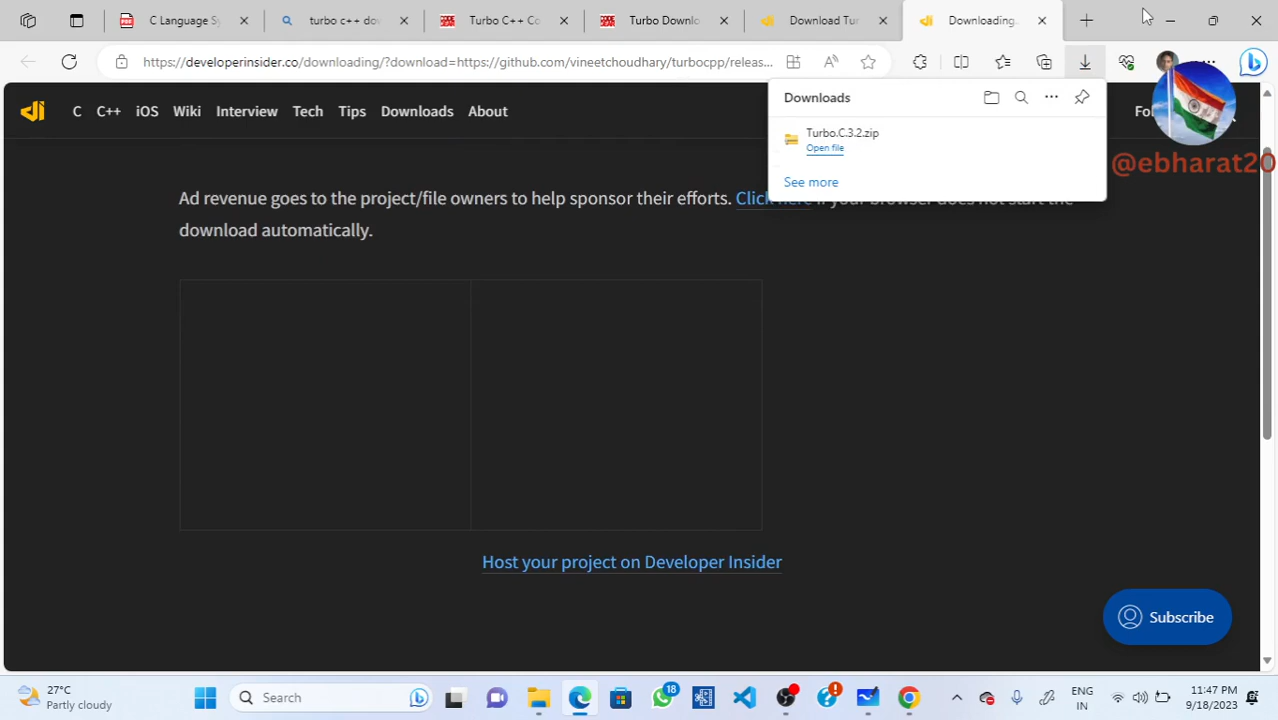 C Language Sy
turbo c++ dov
Turbo C++ Co
Turbo Downlo
Download Tur
Downloading.
https://developerinsider.co/downloading/?download=https://github.com/vineetchoudhary/turbocpp/releas...
C
C++
iOS
Wiki
Interview
Tech
Tips
Downloads
About
Downloads
Turbo.C.3.2.zip
Open file
See more
@ebharat20
Ad revenue goes to the project/file owners to help sponsor their efforts. Click here if your browser does not start the
download automatically.
Host your project on Developer Insider
Subscribe
27°C
Partly cloudy
Search
18
ENG
IN
11:47 PM
9/18/2023